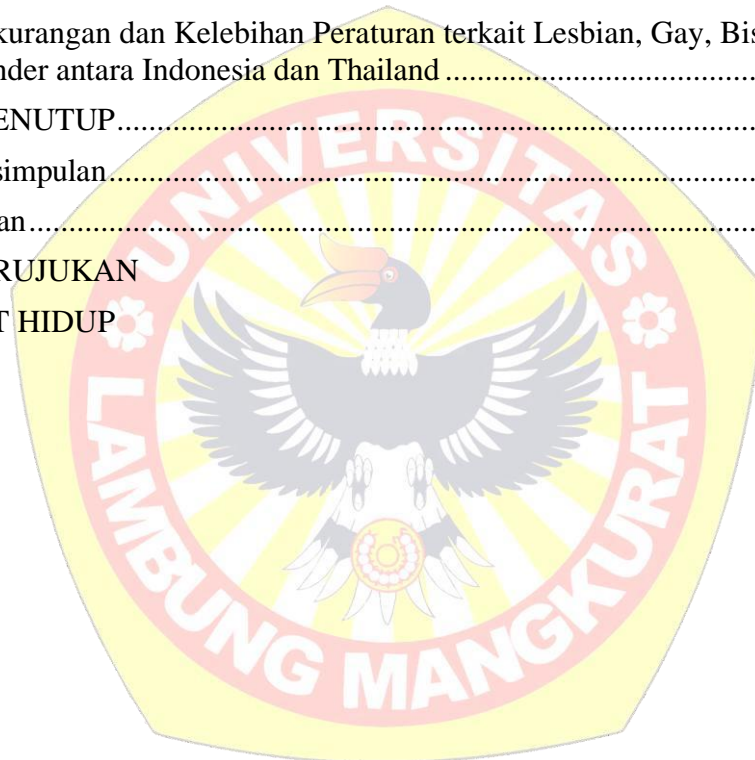 kurangan dan Kelebihan Peraturan terkait Lesbian, Gay, Bis
nder antara Indonesia dan Thailand ....................................
ENUTUP..............................................................................
simpulan..............................................................................
an..........................................................................................
RUJUKAN
T HIDUP
UNIVERSITAS
LAMBUNG MANGKURAT